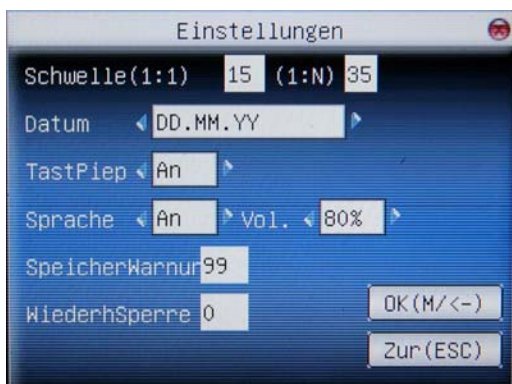 Einstellungen
Schwelle(1:1) 15 (1:N) 35
Datum DD.MM.YY
TastPiep An
Sprache An Vol. 80%
SpeicherWarnur 99
WiederhSperre 0
OK(M/<-)
Zur(ESC)